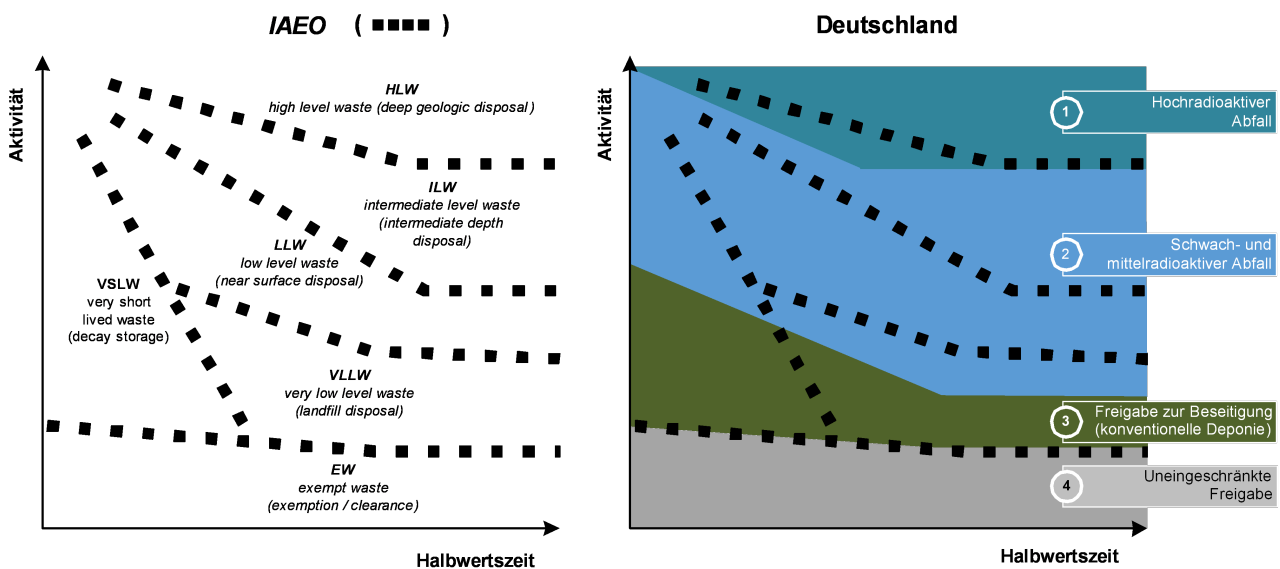 IAEO ( )
Aktivität
HLW
high level waste (deep geologic disposal )
ILW
intermediate level waste
(intermediate depth
disposal)
LLW
low level waste
(near surface disposal)
VSLW
very short
lived waste
(decay storage)
VLLW
very low level waste
(landfill disposal)
EW
exempt waste
(exemption / clearance)
Halbwertszeit
Deutschland
Aktivität
1
Hochradioaktiver
Abfall
2
Schwach- und
mittelradioaktiver Abfall
3
Freigabe zur Beseitigung
(konventionelle Deponie)
4
Uneingeschränkte
Freigabe
Halbwertszeit